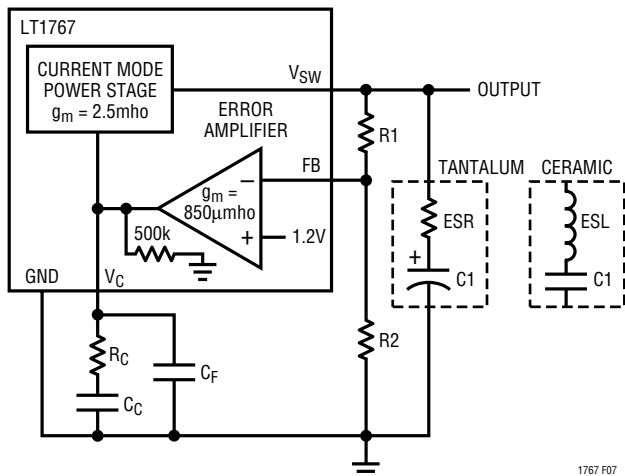 LT1767
CURRENT MODE
POWER STAGE
gm = 2.5mho
VSW
OUTPUT
ERROR
AMPLIFIER
R1
FB
TANTALUM
CERAMIC
gm =
850µmho
–
+
1.2V
500k
ESR
ESL
+
C1
C1
GND
VC
R2
RC
CF
CC
1767 F07